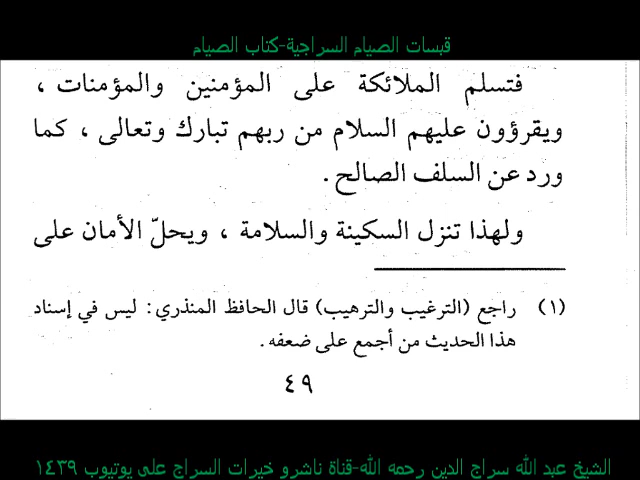 قبسات الصيام السراجية-كتاب الصيام
فتسلم الملائكة على المؤمنين والمؤمنات ،
ويقرؤون عليهم السلام من ربهم تبارك وتعالى ، كما
ورد عن السلف الصالح .
ولهذا تنزل السكينة والسلامة ، ويحلّ الأمان على
(١) راجع (الترغيب والترهيب) قال الحافظ المنذري : ليس في إسناد
هذا الحديث من أجمع على ضعفه .
٤٩
الشيخ عبد الله سراج الدين رحمه الله-قناة ناشرو خيرات السراج على يوتيوب ١٤٣٩